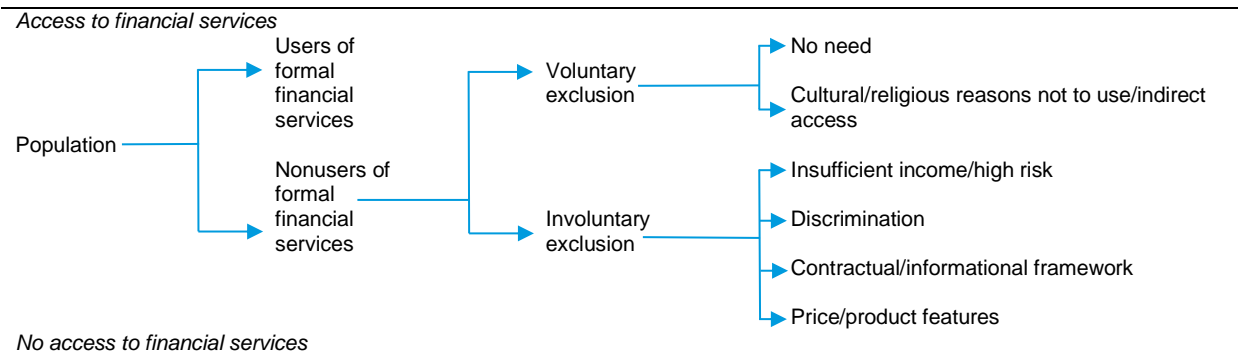 Access to financial services
Users of
formal
financial
services
Population
Nonusers of
formal
financial
services
Voluntary
exclusion
Involuntary
exclusion
No need
Cultural/religious reasons not to use/indirect
access
Insufficient income/high risk
Discrimination
Contractual/informational framework
Price/product features
No access to financial services